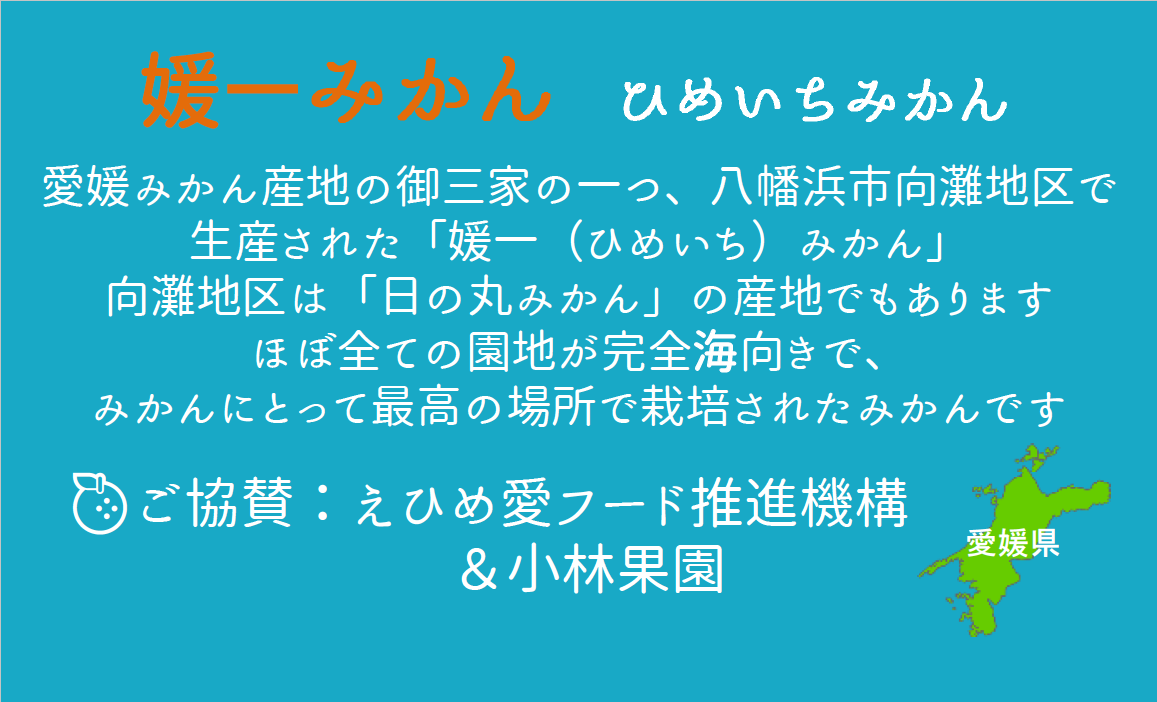 媛一みかん ひめいちみかん
愛媛みかん産地の御三家の一つ、八幡浜市向灘地区で
生産された「媛一（ひめいち）みかん」
向灘地区は「日の丸みかん」の産地でもあります
ほぼ全ての園地が完全海向きで、
みかんにとって最高の場所で栽培されたみかんです
ご協賛：えひめ愛フード推進機構
＆小林果園
愛媛県